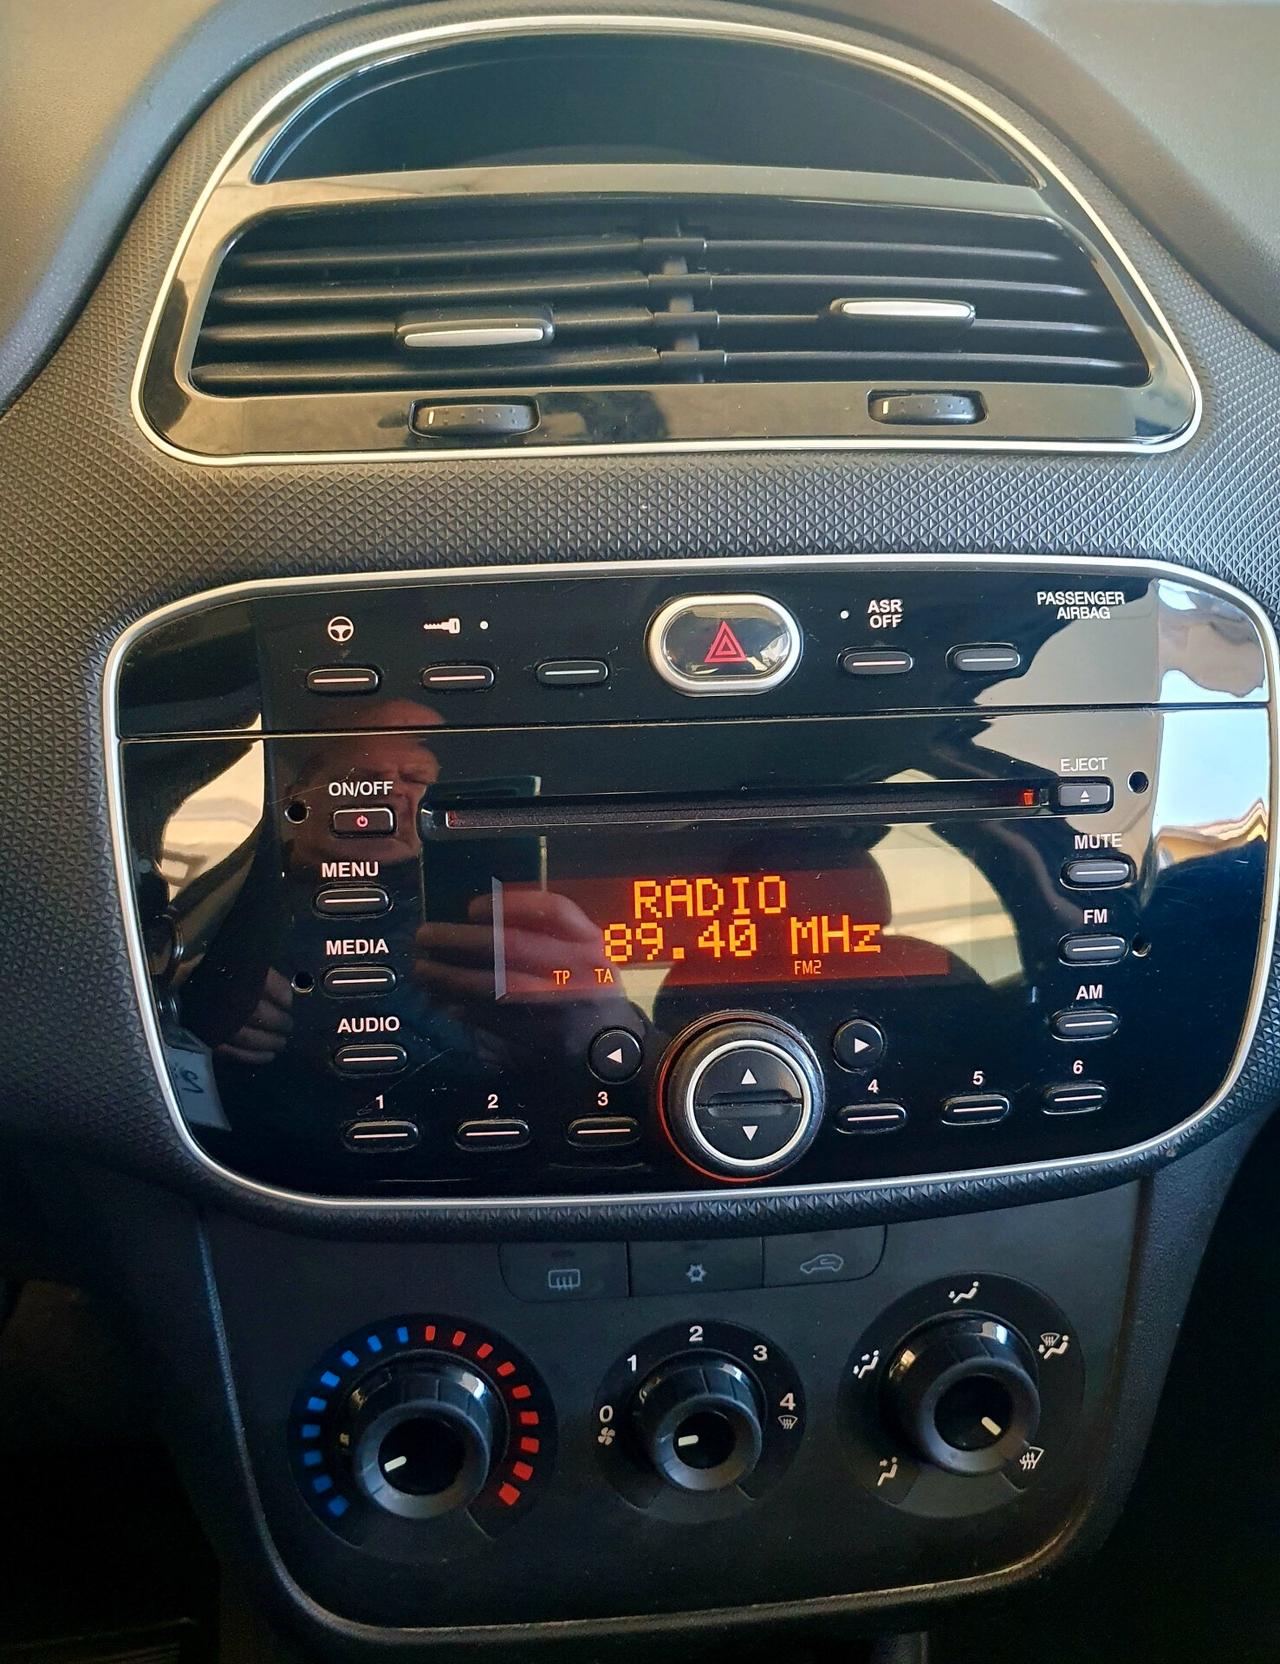 ASR
OFF
PASSENGER
AIRBAG
ON/OFF
EJECT
MENU
MUTE
RADIO
89.40 MHz
TP TA FM2
MEDIA
FM
AUDIO
AM
1 2 3 4 5 6
0 1 2 3 4